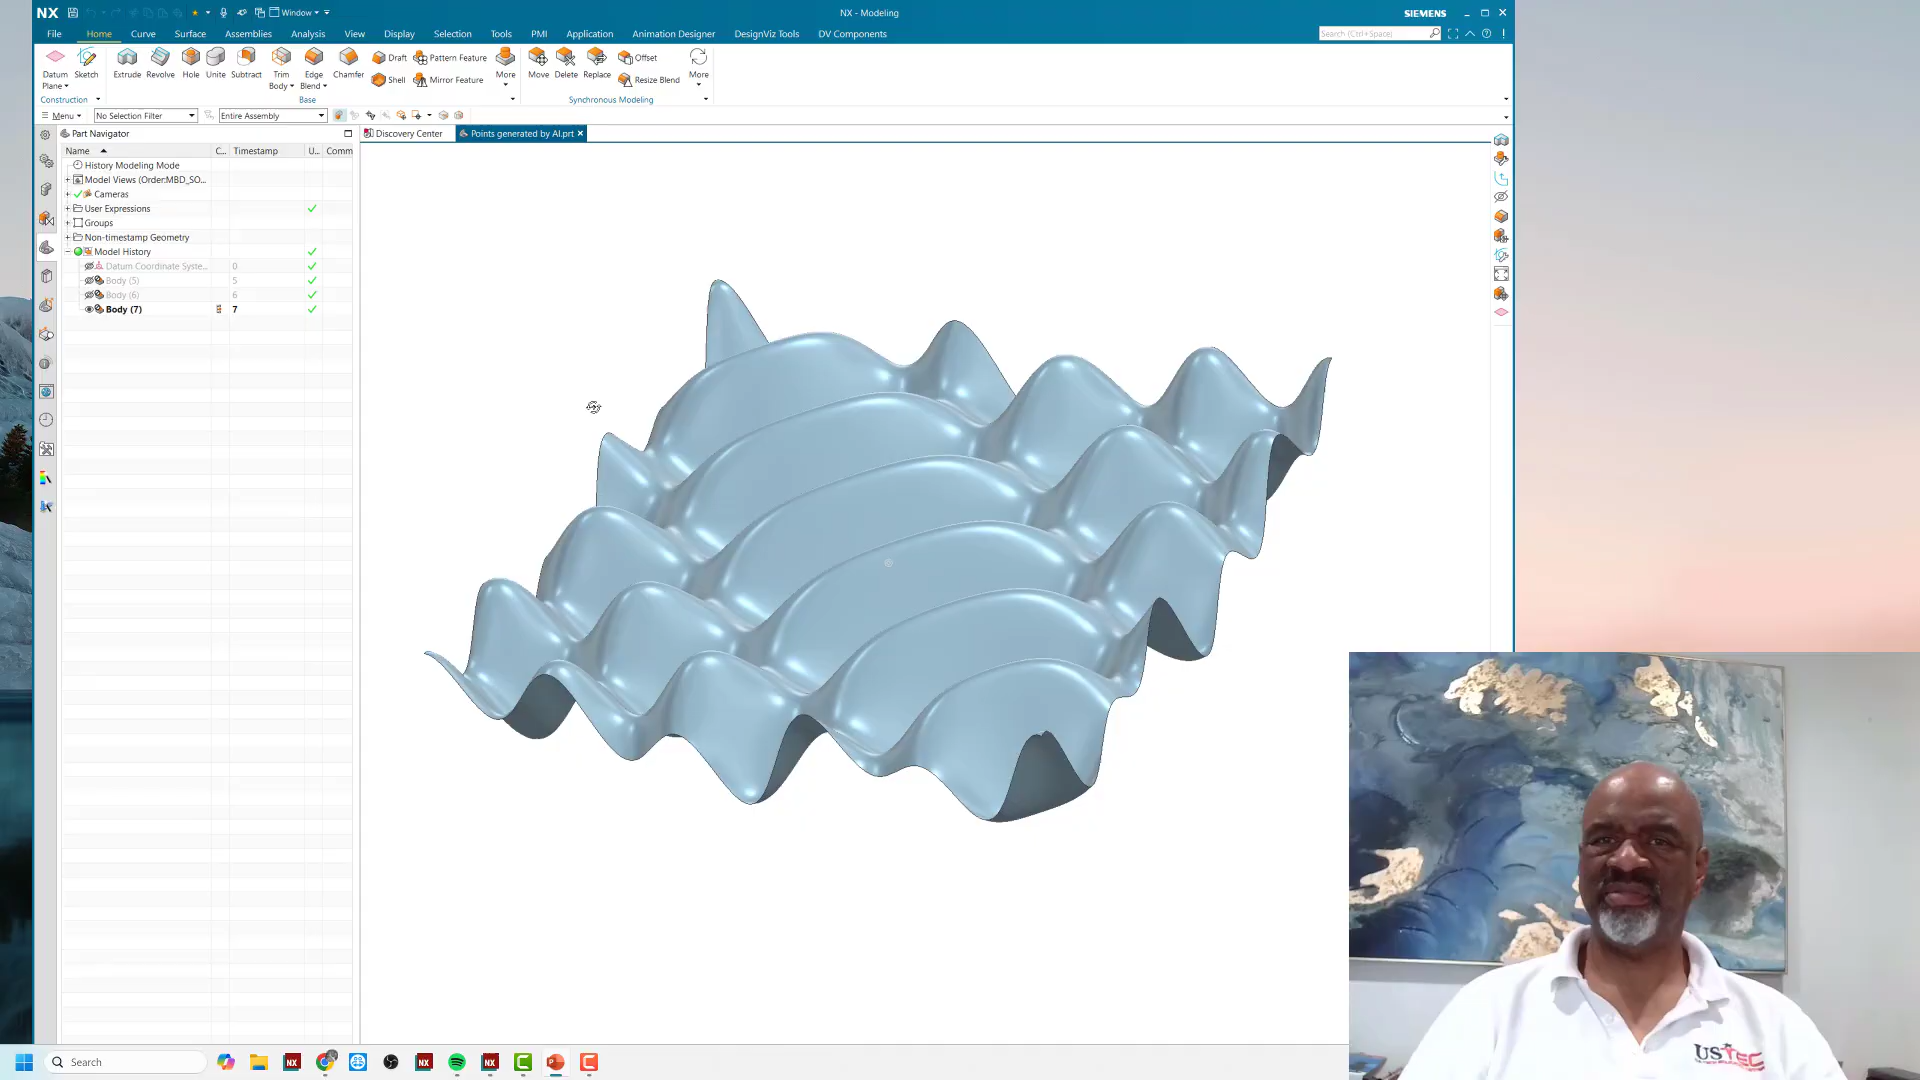 NX
Window
NX - Modeling
SIEMENS
File Home Curve Surface Assemblies Analysis View Display Selection Tools PMI Application Animation Designer DesignViz Tools DV Components
Search (Ctrl+Space)
Datum Plane
Sketch
Extrude
Revolve
Hole
Unite
Subtract
Trim Body
Edge Blend
Chamfer
Draft
Shell
Pattern Feature
Mirror Feature
More
Move
Delete
Replace
Offset
Resize Blend
More
Construction
Base
Synchronous Modeling
Menu
No Selection Filter
Entire Assembly
Part Navigator
Discovery Center
Points generated by AI.prt
Name C... Timestamp U... Comm
History Modeling Mode
Model Views (Order:MBD_SO...
Cameras
User Expressions
Groups
Non-timestamp Geometry
Model History
Datum Coordinate Syste... 0
Body (5) 5
Body (6) 6
Body (7) 7
USTEC
Search
NX
NX
NX